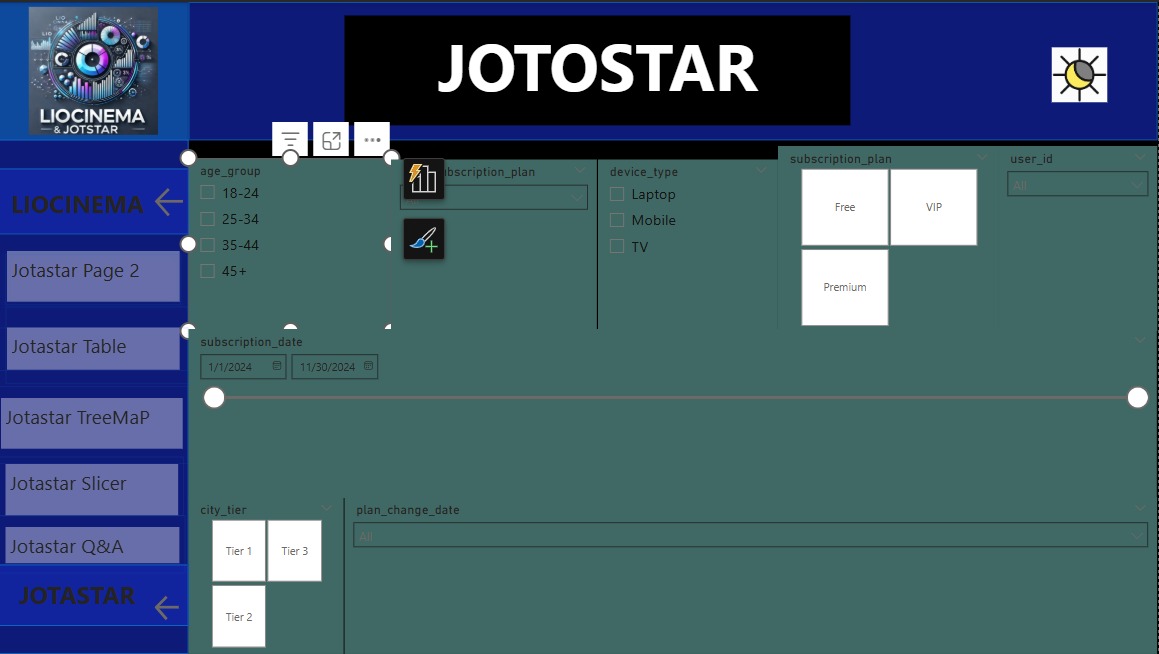 LIOCINEMA
& JOTSTAR
JOTOSTAR
LIOCINEMA
Jotastar Page 2
Jotastar Table
Jotastar TreeMaP
Jotastar Slicer
Jotastar Q&A
JOTASTAR
age_group
18-24
25-34
35-44
45+
ubscription_plan
device_type
Laptop
Mobile
TV
subscription_plan
Free
VIP
Premium
user_id
All
subscription_date
1/1/2024
11/30/2024
city_tier
Tier 1
Tier 3
Tier 2
plan_change_date
All